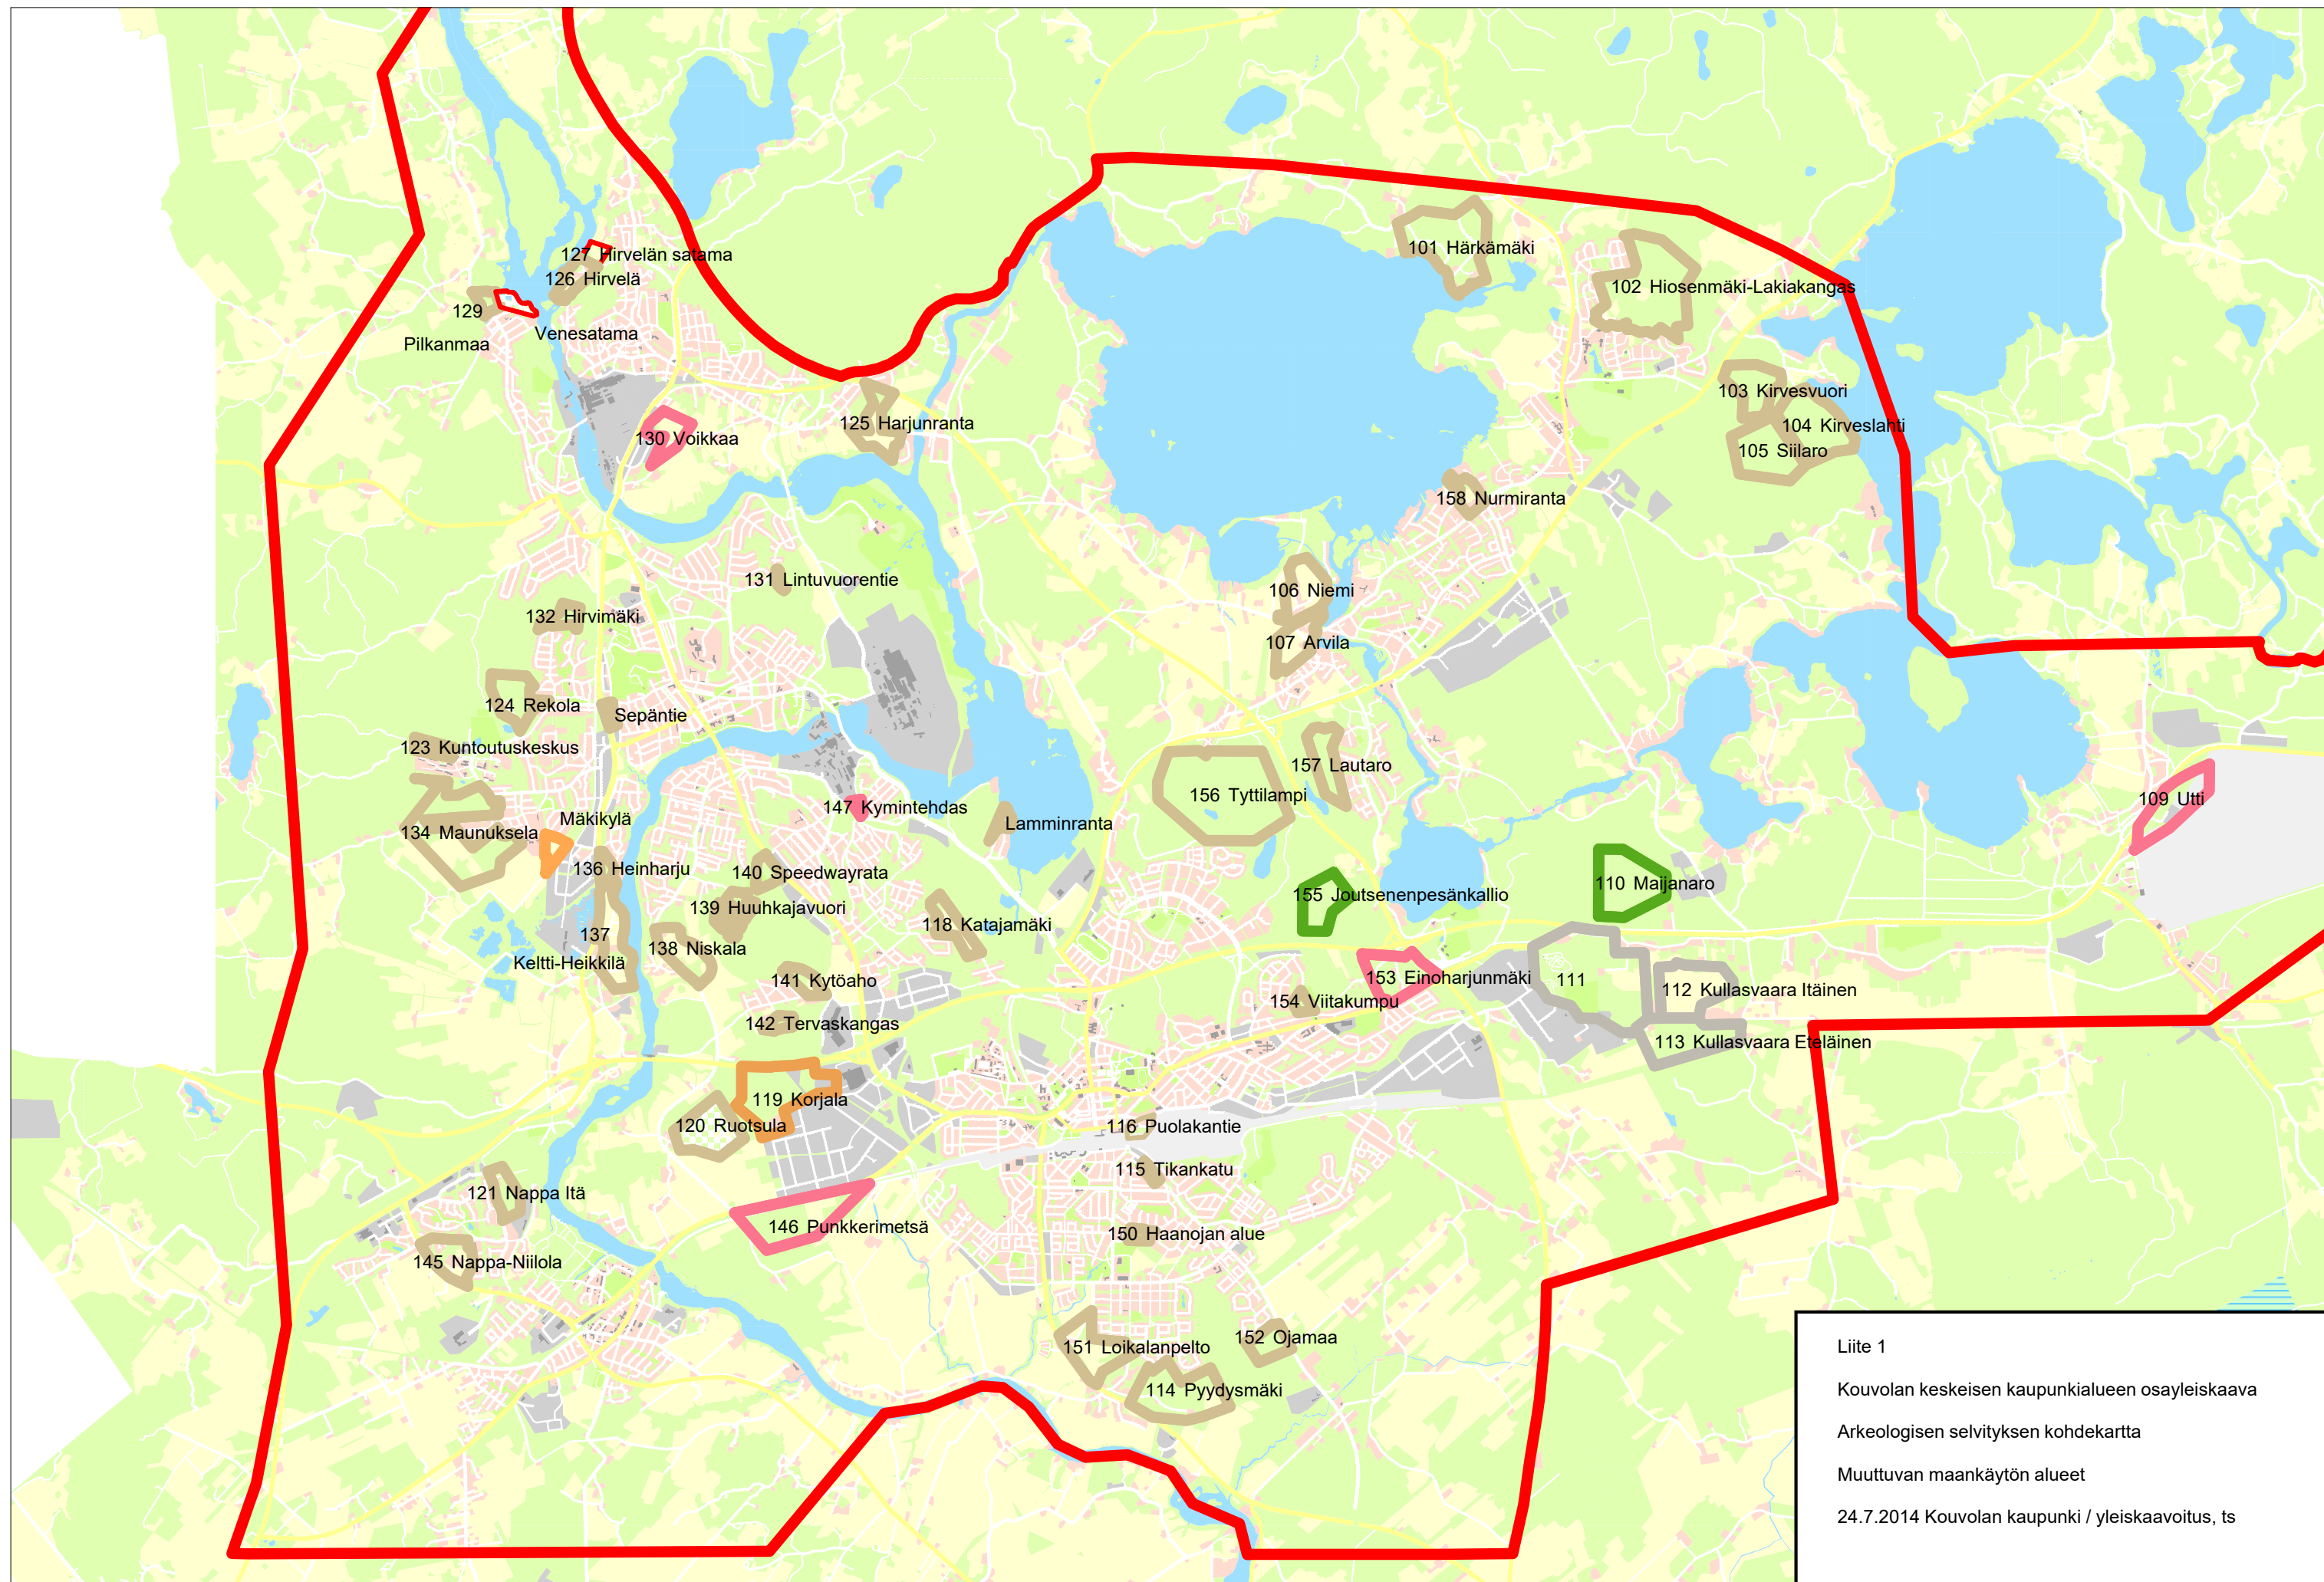 101 Härkämäki
127 Hirvelän satama
126 Hirvelä
102 Hiosenmäki-Lakiakangas
129
Venesatama
Pilkanmaa
103 Kirvesvuori
125 Harjunranta
104 Kirveslahti
130 Voikkaa
105 Siilaro
158 Nurmiranta
131 Lintuvuorentie
106 Niemi
132 Hirvimäki
107 Arvila
124 Rekola
Sepäntie
123 Kuntoutuskeskus
157 Lautaro
156 Tyttilampi
109 Utti
147 Kymintehdas
Mäkikylä
Lamminranta
134 Maunuksela
136 Heinharju
140 Speedwayrata
110 Maijanaro
155 Joutsenenpesänkallio
139 Huuhkajavuori
118 Katajamäki
137
138 Niskala
Keltti-Heikkilä
153 Einoharjunmäki
111
141 Kytöaho
112 Kullasvaara Itäinen
154 Viitakumpu
142 Tervaskangas
113 Kullasvaara Eteläinen
119 Korjala
120 Ruotsula
116 Puolakantie
115 Tikankatu
121 Nappa Itä
146 Punkkerimetsä
150 Haanojan alue
145 Nappa-Niilola
152 Ojamaa
151 Loikalanpelto
114 Pyydysmäki
Liite 1
Kouvolan keskeisen kaupunkialueen osayleiskaava
Arkeologisen selvityksen kohdekartta
Muuttuvan maankäytön alueet
24.7.2014 Kouvolan kaupunki / yleiskaavoitus, ts